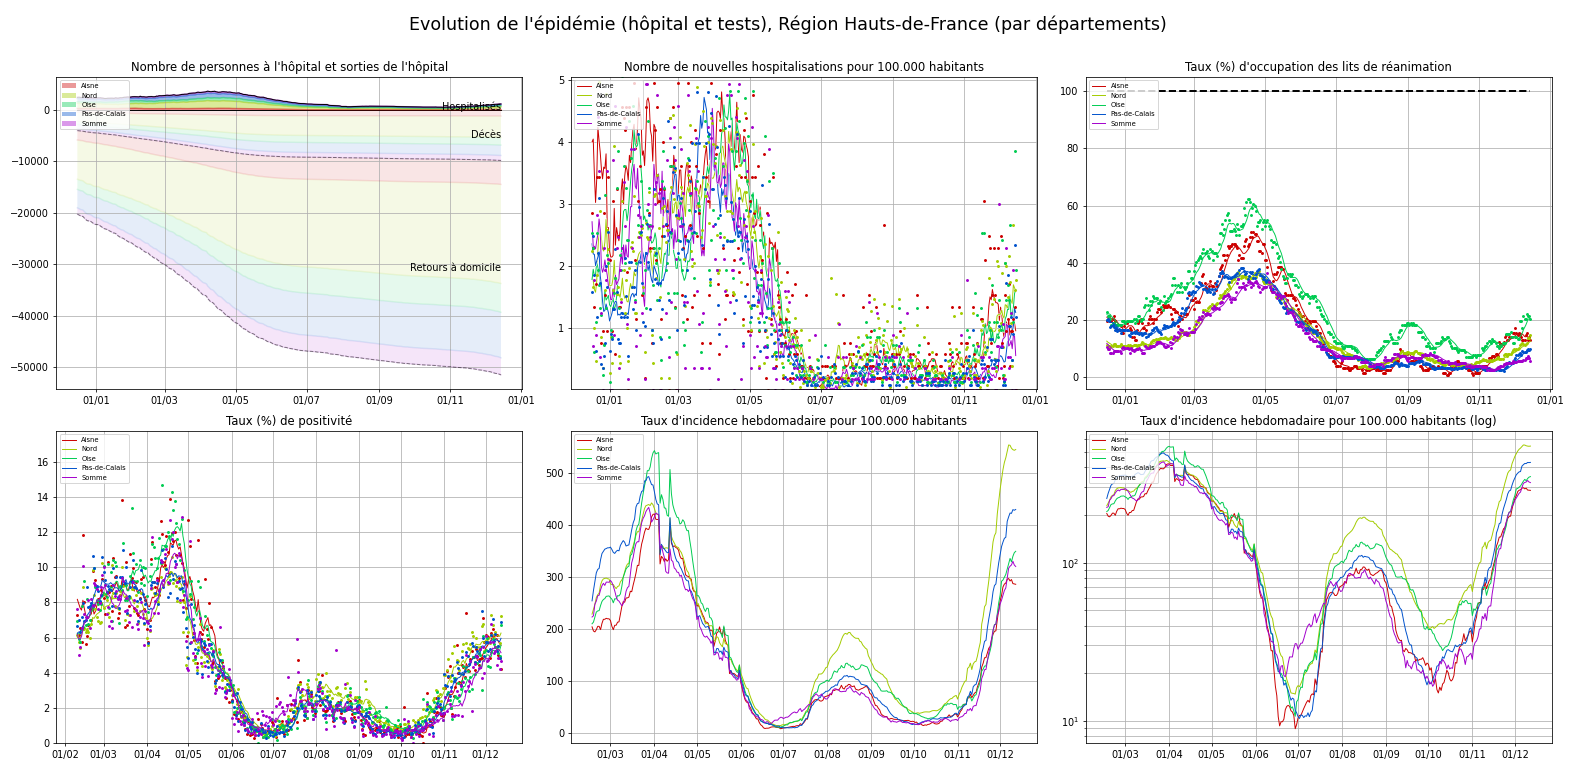 Evolution de l'épidémie (hôpital et tests), Région Hauts-de-France (par départements)
Nombre de personnes à l'hôpital et sorties de l'hôpital
Aisne
Nord
Oise
Pas-de-Calais
Somme
Hospitalisés
Décès
Retours à domicile
0
−10000
−20000
−30000
−40000
−50000
01/01 01/03 01/05 01/07 01/09 01/11 01/01
Nombre de nouvelles hospitalisations pour 100.000 habitants
Aisne
Nord
Oise
Pas-de-Calais
Somme
5
4
3
2
1
01/01 01/03 01/05 01/07 01/09 01/11 01/01
Taux (%) d'occupation des lits de réanimation
Aisne
Nord
Oise
Pas-de-Calais
Somme
100
80
60
40
20
0
01/01 01/03 01/05 01/07 01/09 01/11 01/01
Taux (%) de positivité
Aisne
Nord
Oise
Pas-de-Calais
Somme
16
14
12
10
8
6
4
2
0
01/02 01/03 01/04 01/05 01/06 01/07 01/08 01/09 01/10 01/11 01/12
Taux d'incidence hebdomadaire pour 100.000 habitants
Aisne
Nord
Oise
Pas-de-Calais
Somme
500
400
300
200
100
0
01/03 01/04 01/05 01/06 01/07 01/08 01/09 01/10 01/11 01/12
Taux d'incidence hebdomadaire pour 100.000 habitants (log)
Aisne
Nord
Oise
Pas-de-Calais
Somme
10²
10¹
01/03 01/04 01/05 01/06 01/07 01/08 01/09 01/10 01/11 01/12